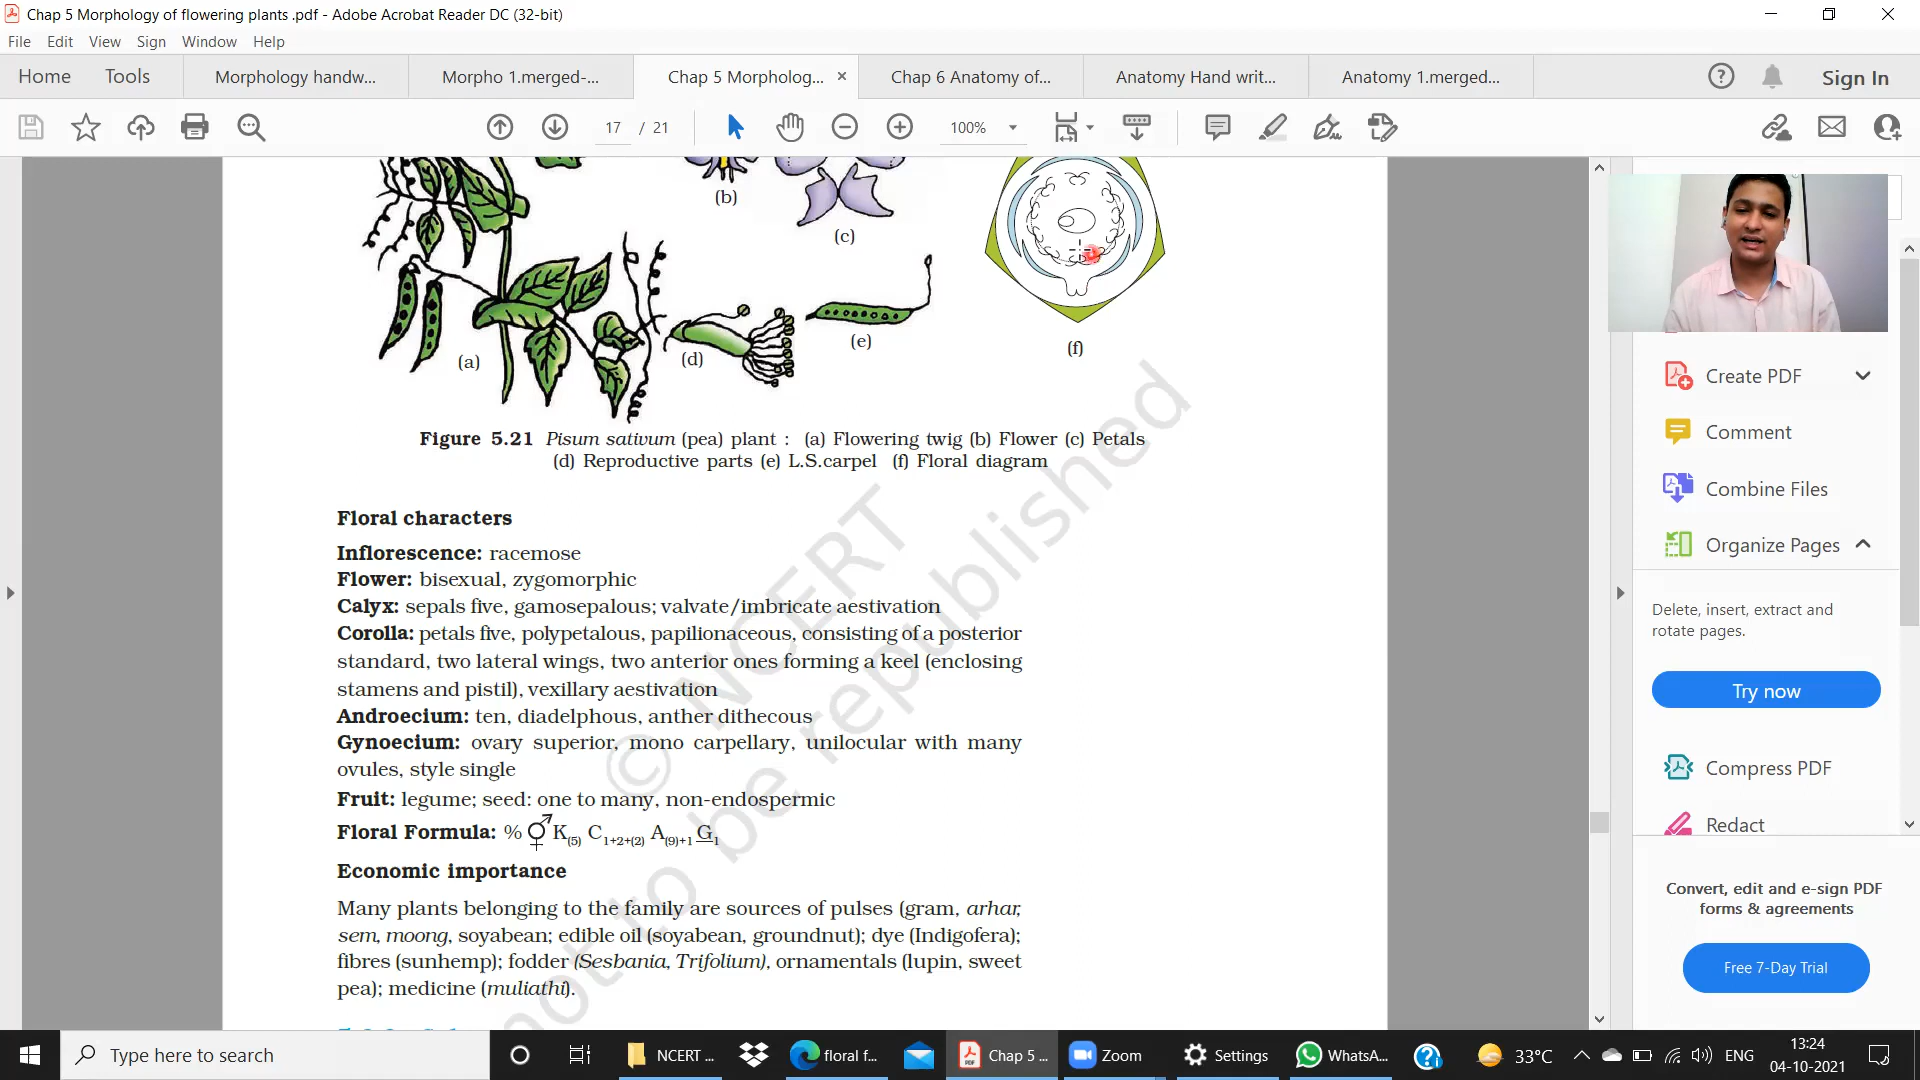 Chap 5 Morphology of flowering plants .pdf - Adobe Acrobat Reader DC (32-bit)
File Edit View Sign Window Help
Home Tools Morphology handw... Morpho 1.merged-... Chap 5 Morpholog... × Chap 6 Anatomy of... Anatomy Hand writ... Anatomy 1.merged... Sign In
17 / 21 100%
(b)
(c)
(a)
(d)
(e)
(f)
Figure 5.21 Pisum sativum (pea) plant : (a) Flowering twig (b) Flower (c) Petals
(d) Reproductive parts (e) L.S.carpel (f) Floral diagram
Floral characters
Inflorescence: racemose
Flower: bisexual, zygomorphic
Calyx: sepals five, gamosepalous; valvate/imbricate aestivation
Corolla: petals five, polypetalous, papilionaceous, consisting of a posterior
standard, two lateral wings, two anterior ones forming a keel (enclosing
stamens and pistil), vexillary aestivation
Androecium: ten, diadelphous, anther dithecous
Gynoecium: ovary superior, mono carpellary, unilocular with many
ovules, style single
Fruit: legume; seed: one to many, non-endospermic
Floral Formula: % ⚥ K(5) C1+2+(2) A(9)+1 G1
Economic importance
Many plants belonging to the family are sources of pulses (gram, arhar,
sem, moong, soyabean; edible oil (soyabean, groundnut); dye (Indigofera);
fibres (sunhemp); fodder (Sesbania, Trifolium), ornamentals (lupin, sweet
pea); medicine (muliathi).
© NCERT
not to be republished
Create PDF
Comment
Combine Files
Organize Pages
Delete, insert, extract and
rotate pages.
Try now
Compress PDF
Redact
Convert, edit and e-sign PDF
forms & agreements
Free 7-Day Trial
Type here to search
NCERT ...
floral f...
Chap 5 ...
Zoom
Settings
WhatsA...
33°C
ENG
13:24
04-10-2021